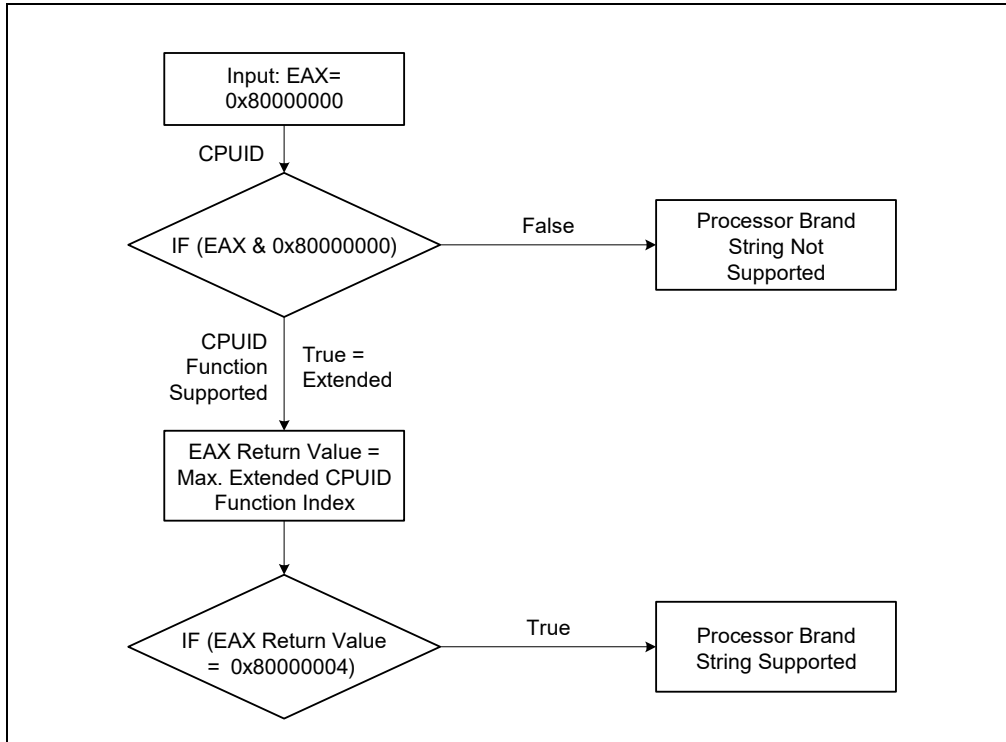 Input: EAX=
0x80000000
CPUID
IF (EAX & 0x80000000)
False
Processor Brand
String Not
Supported
CPUID
Function
Supported
True =
Extended
EAX Return Value =
Max. Extended CPUID
Function Index
IF (EAX Return Value
= 0x80000004)
True
Processor Brand
String Supported